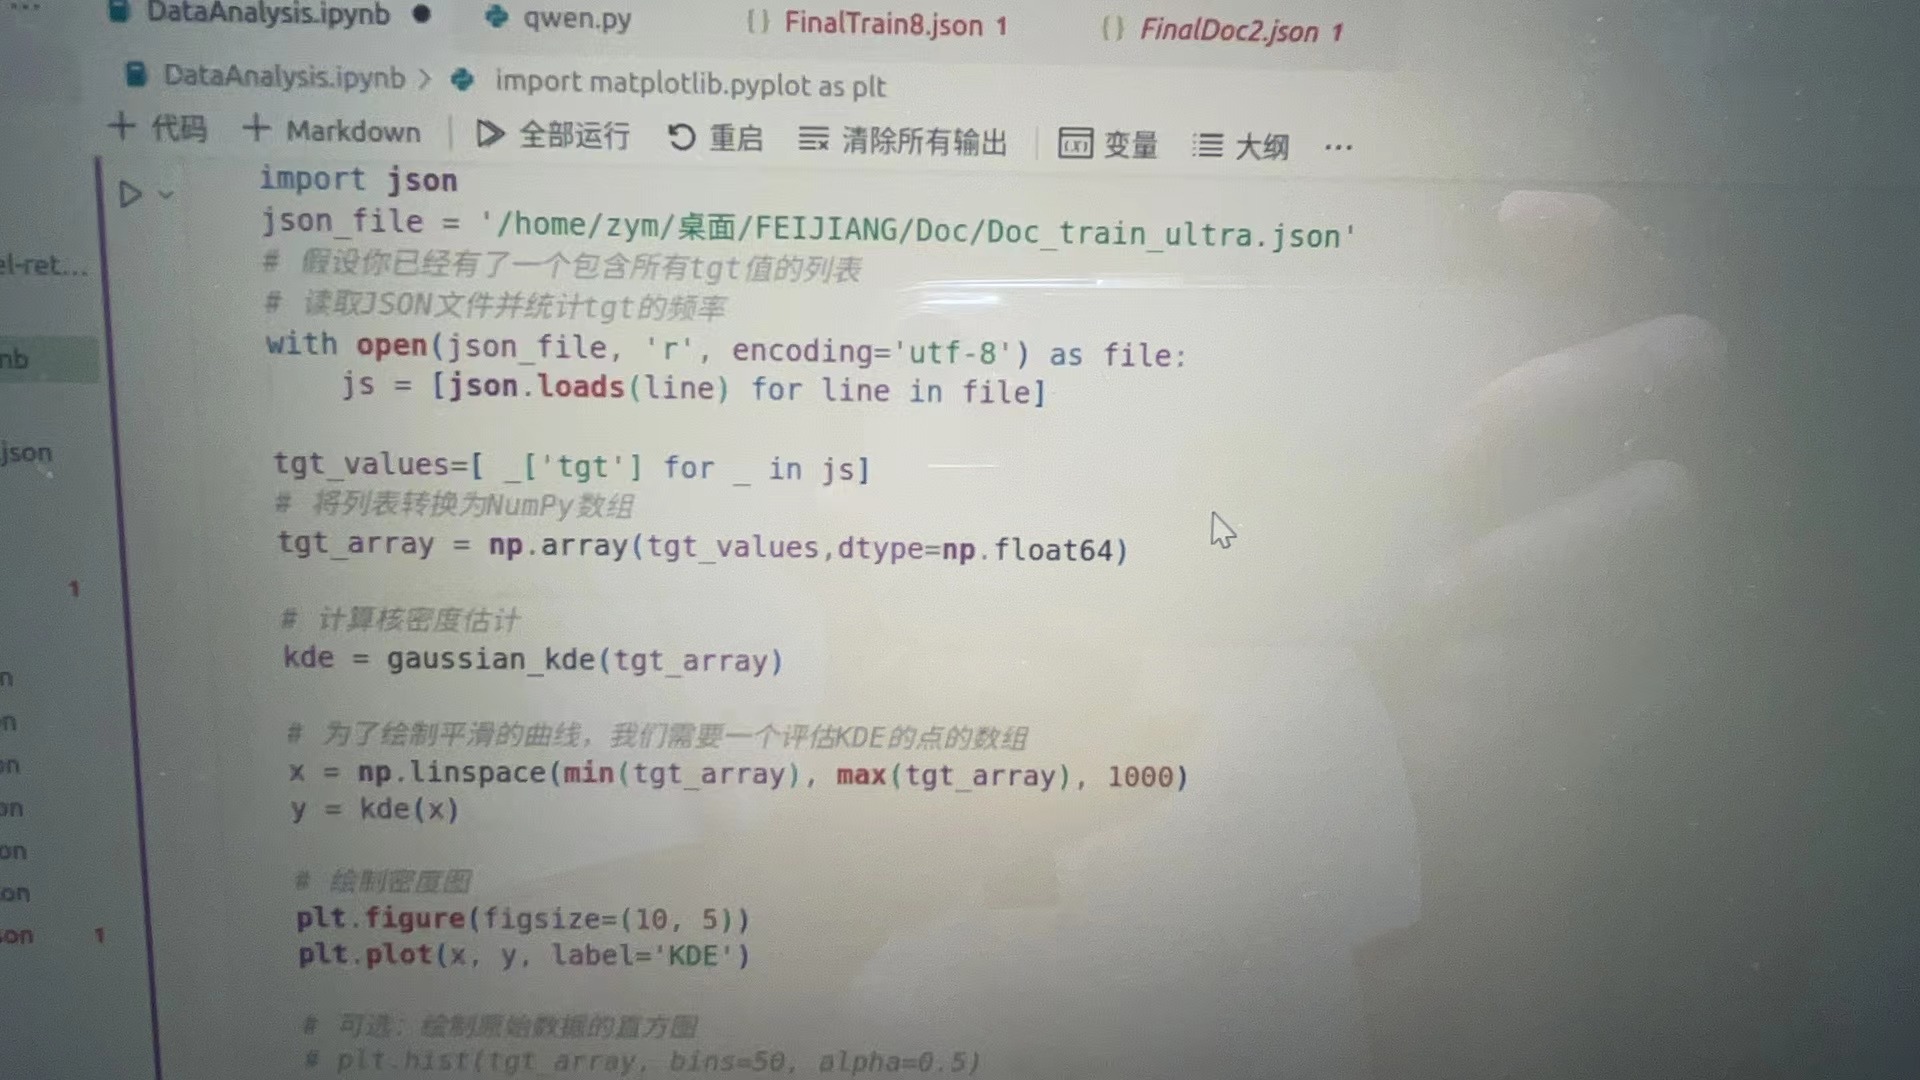 DataAnalysis.ipynb ● qwen.py {} FinalTrain8.json 1 {} FinalDoc2.json 1
DataAnalysis.ipynb > import matplotlib.pyplot as plt
+ 代码 + Markdown | 全部运行 重启 清除所有输出 | 变量 大纲 ...
import json
json_file = '/home/zym/桌面/FEIJIANG/Doc/Doc_train_ultra.json'
# 假设你已经有了一个包含所有tgt值的列表
# 读取JSON文件并统计tgt的频率
with open(json_file, 'r', encoding='utf-8') as file:
    js = [json.loads(line) for line in file]
tgt_values=[ _['tgt'] for _ in js]
# 将列表转换为NumPy数组
tgt_array = np.array(tgt_values,dtype=np.float64)
# 计算核密度估计
kde = gaussian_kde(tgt_array)
# 为了绘制平滑的曲线，我们需要一个评估KDE的点的数组
x = np.linspace(min(tgt_array), max(tgt_array), 1000)
y = kde(x)
# 绘制密度图
plt.figure(figsize=(10, 5))
plt.plot(x, y, label='KDE')
# 可选：绘制原始数据的直方图
# plt.hist(tgt_array, bins=50, alpha=0.5)
el-ret...
nb
json
1
n
on
on
on
on
on
son 1